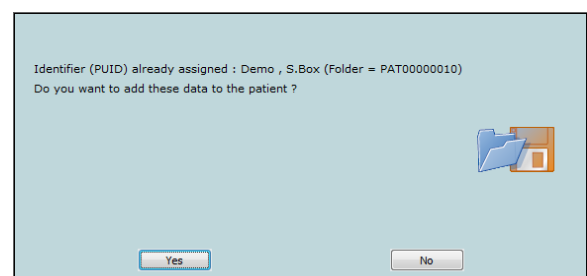 Identifier (PUID) already assigned : Demo , S.Box (Folder = PAT00000010)
Do you want to add these data to the patient ?
Yes
No